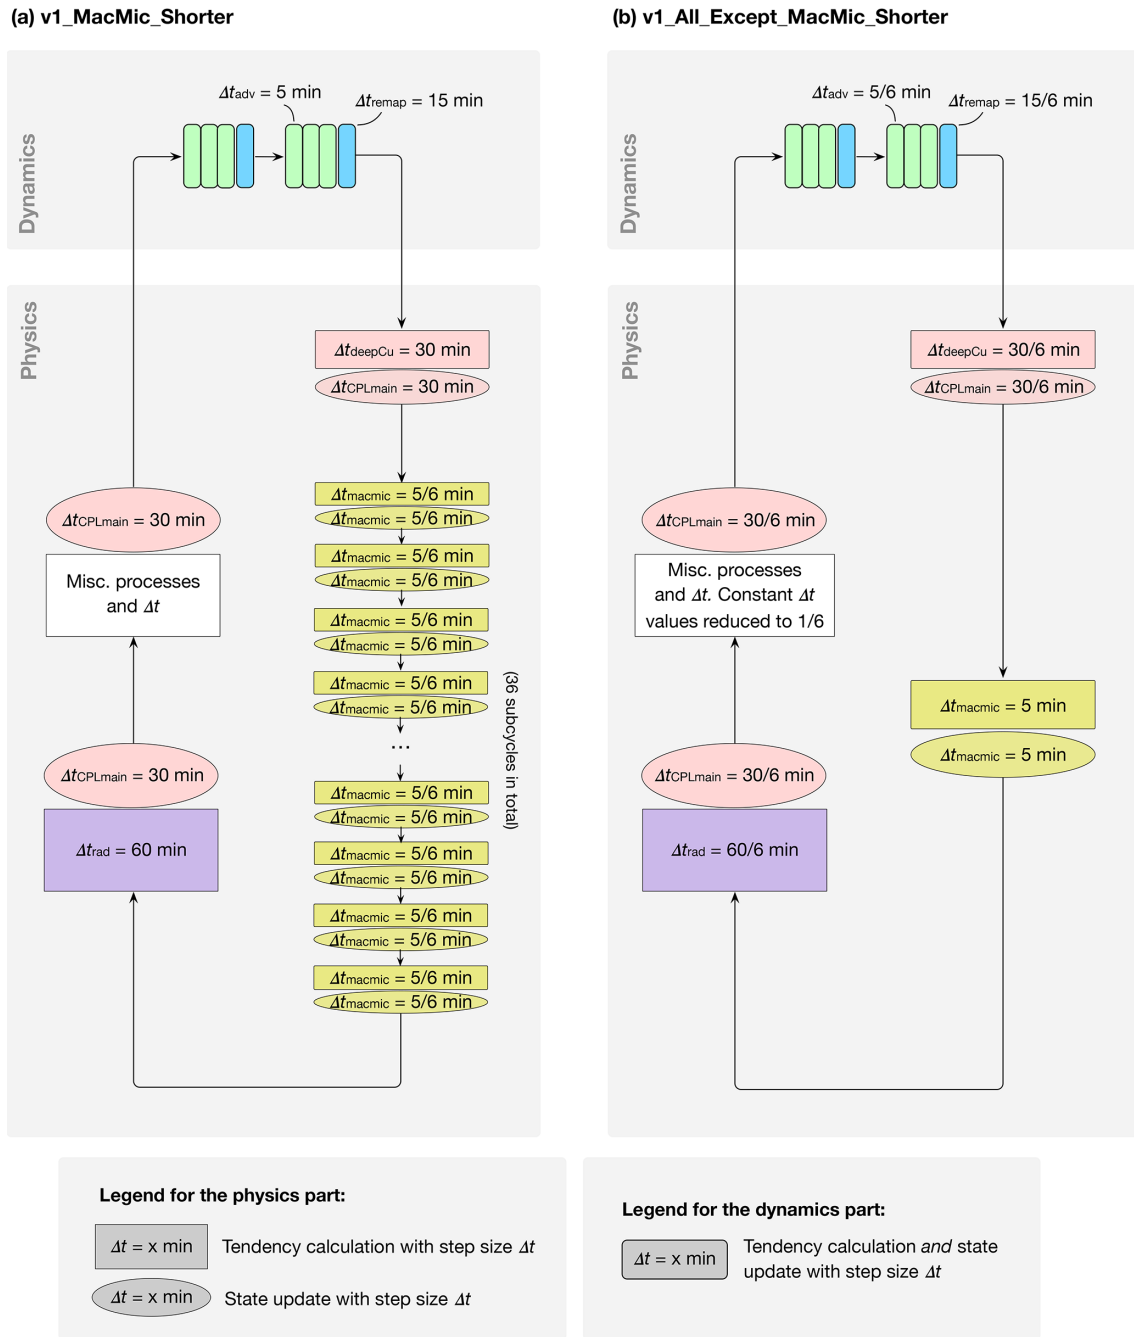 (a) v1_MacMic_Shorter
Dynamics
Δtadv = 5 min
Δtremap = 15 min
Physics
ΔtdeepCu = 30 min
ΔtCPLmain = 30 min
Δtmacmic = 5/6 min
Δtmacmic = 5/6 min
Δtmacmic = 5/6 min
Δtmacmic = 5/6 min
Δtmacmic = 5/6 min
Δtmacmic = 5/6 min
Δtmacmic = 5/6 min
Δtmacmic = 5/6 min
...
Δtmacmic = 5/6 min
Δtmacmic = 5/6 min
Δtmacmic = 5/6 min
Δtmacmic = 5/6 min
Δtmacmic = 5/6 min
Δtmacmic = 5/6 min
Δtmacmic = 5/6 min
Δtmacmic = 5/6 min
(36 subcycles in total)
ΔtCPLmain = 30 min
Misc. processes
and Δt
ΔtCPLmain = 30 min
Δtrad = 60 min
(b) v1_All_Except_MacMic_Shorter
Dynamics
Δtadv = 5/6 min
Δtremap = 15/6 min
Physics
ΔtdeepCu = 30/6 min
ΔtCPLmain = 30/6 min
Δtmacmic = 5 min
Δtmacmic = 5 min
ΔtCPLmain = 30/6 min
Misc. processes
and Δt. Constant Δt
values reduced to 1/6
ΔtCPLmain = 30/6 min
Δtrad = 60/6 min
Legend for the physics part:
Δt = x min
Tendency calculation with step size Δt
Δt = x min
State update with step size Δt
Legend for the dynamics part:
Δt = x min
Tendency calculation and state
update with step size Δt